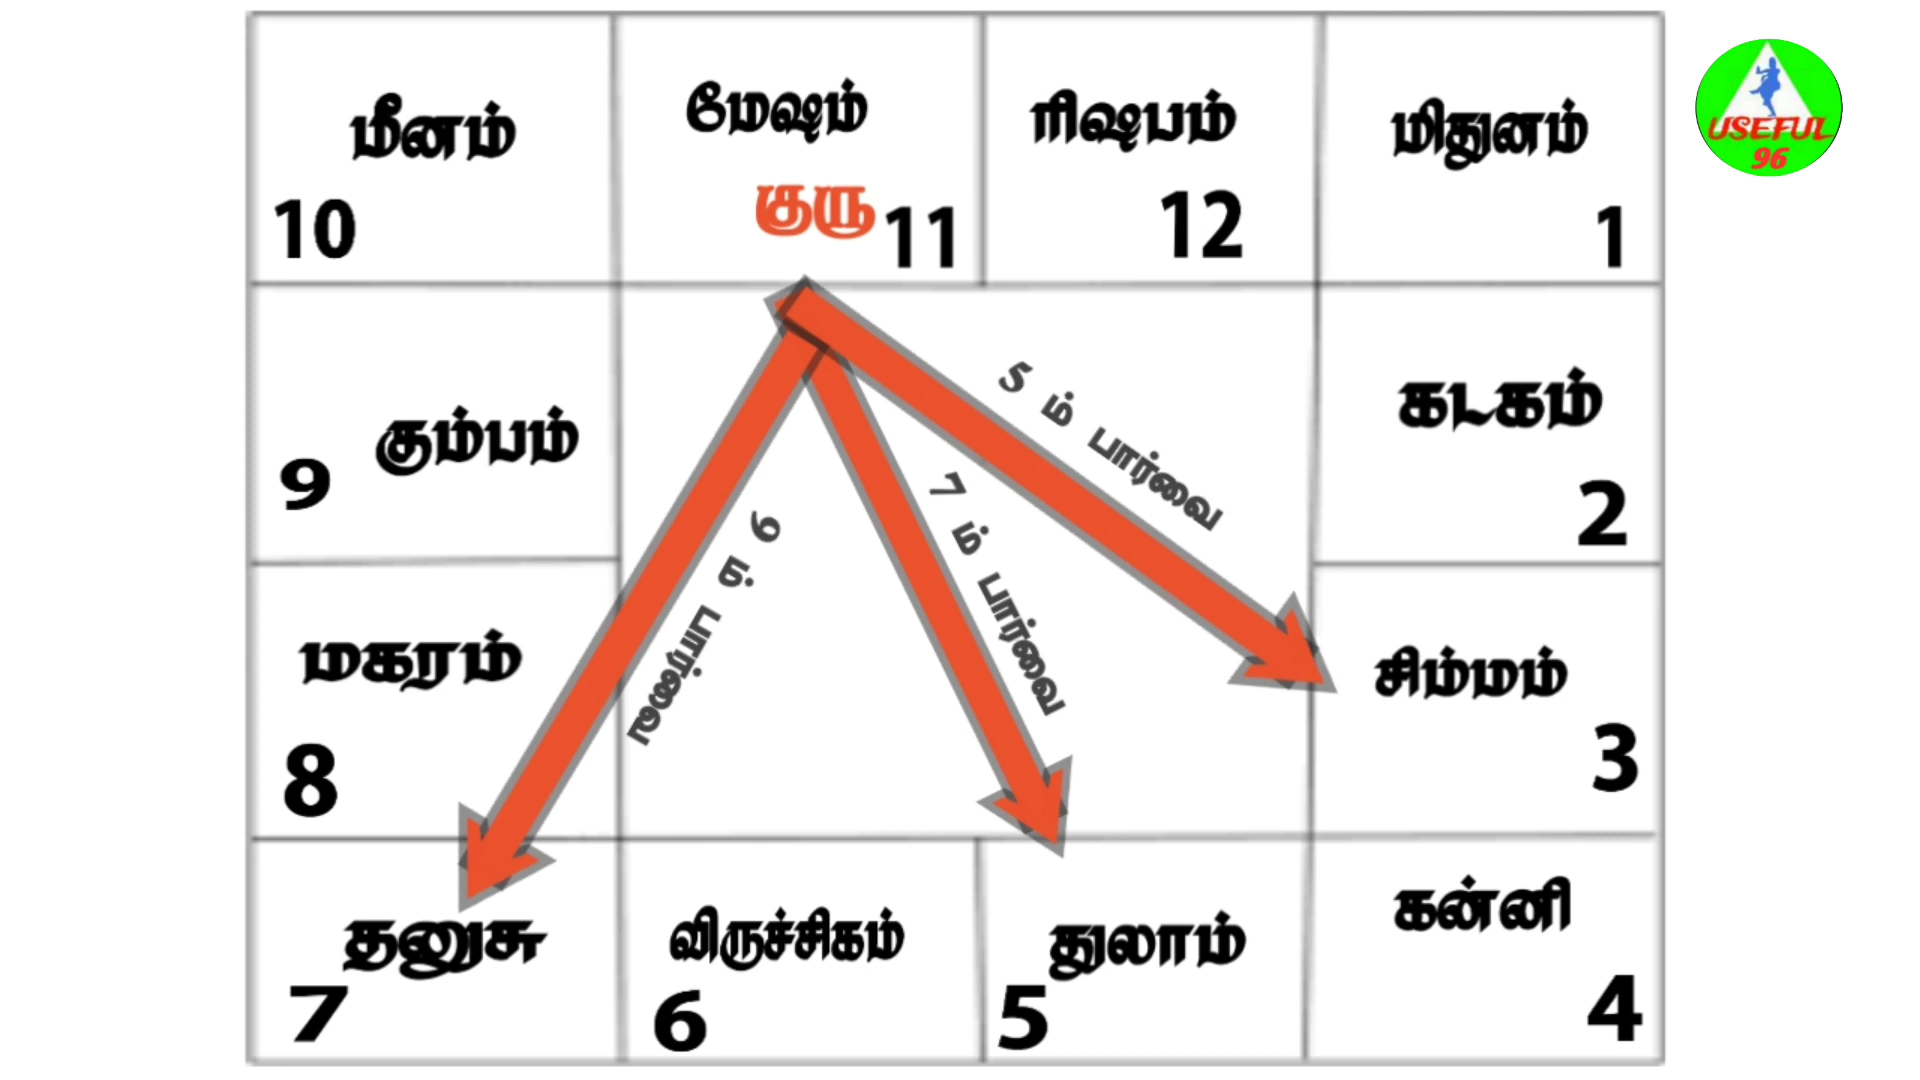 மீனம்
10
மேஷம்
குரு 11
ரிஷபம்
12
மிதுனம்
1
USEFUL
96
கும்பம்
9
5 ம் பார்வை
7 ம் பார்வை
9 ம் பார்வை
கடகம்
2
மகரம்
8
சிம்மம்
3
தனுசு
7
விருச்சிகம்
6
துலாம்
5
கன்னி
4